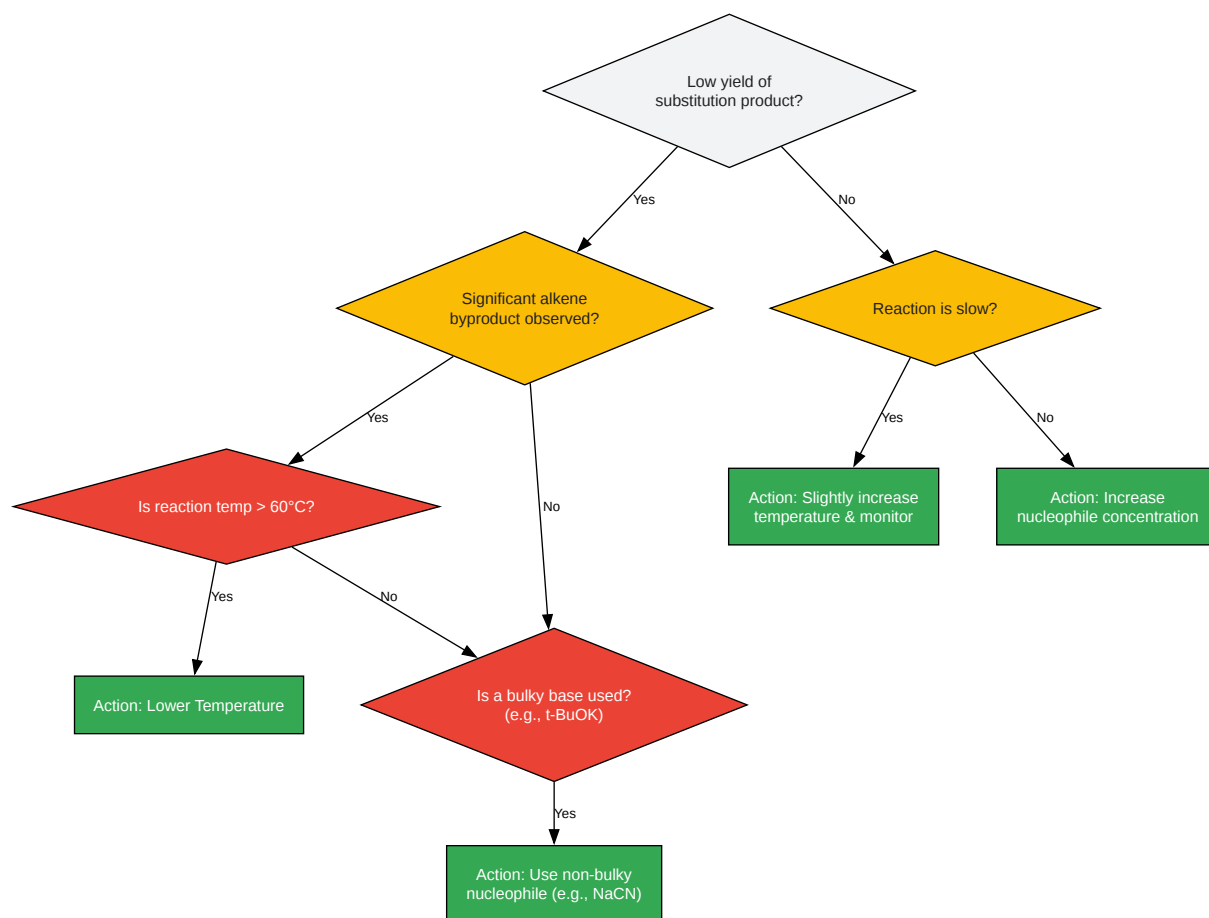 Low yield of
substitution product?
Yes
No
Significant alkene
byproduct observed?
Reaction is slow?
Yes
No
Yes
No
Is reaction temp > 60°C?
Action: Slightly increase
temperature & monitor
Action: Increase
nucleophile concentration
Yes
No
Action: Lower Temperature
Is a bulky base used?
(e.g., t-BuOK)
Yes
Action: Use non-bulky
nucleophile (e.g., NaCN)